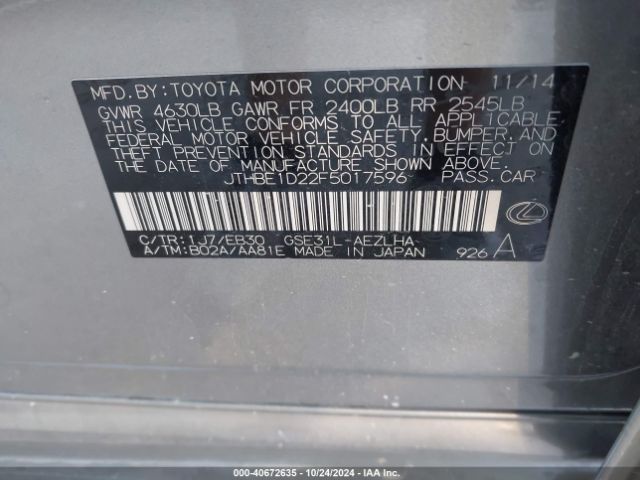 MFD.BY:TOYOTA MOTOR CORPORATION 11/14
GVWR 4630LB GAWR FR 2400LB RR 2545LB
THIS VEHICLE CONFORMS TO ALL APPLICABLE
FEDERAL MOTOR VEHICLE SAFETY,BUMPER,AND
THEFT PREVENTION STANDARDS IN EFFECT ON
THE DATE OF MANUFACTURE SHOWN ABOVE.
JTHBE1D22F5017596 PASS.CAR
C/TR:1J7/EB30 GSE31L-AEZLHA
A/TM:B02A/AA81E MADE IN JAPAN 926 A
000-40672635 - 10/24/2024 - IAA Inc.